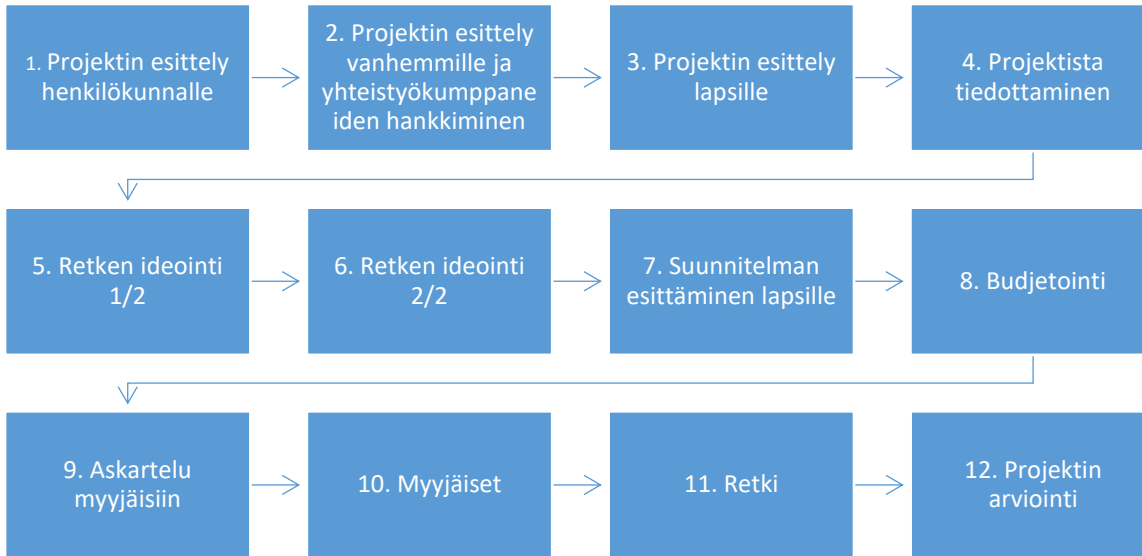 1. Projektin esittely
henkilökunnalle
2. Projektin esittely
vanhemmille ja
yhteistyökumppane
iden hankkiminen
3. Projektin esittely
lapsille
4. Projektista
tiedottaminen
5. Retken ideointi
1/2
6. Retken ideointi
2/2
7. Suunnitelman
esittäminen lapsille
8. Budjetointi
9. Askartelu
myyjäisiin
10. Myyjäiset
11. Retki
12. Projektin
arviointi